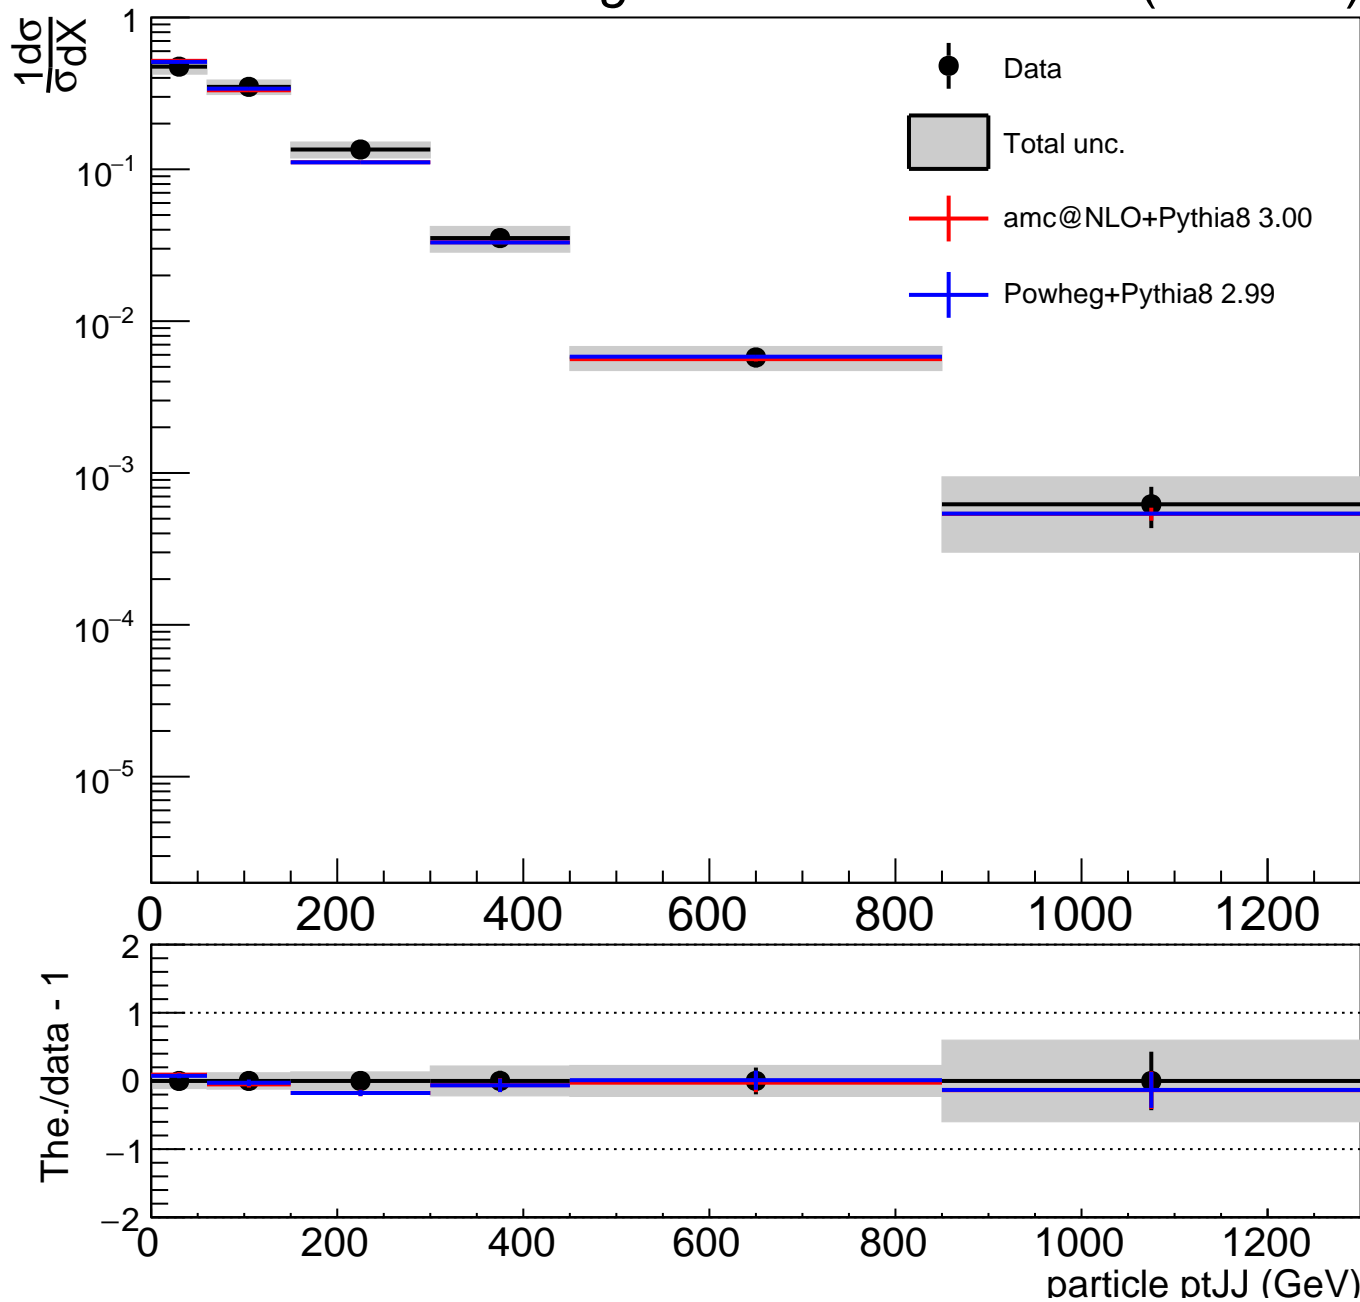 1
1dσ
σdX
Data
Total unc.
amc@NLO+Pythia8 3.00
Powheg+Pythia8 2.99
10⁻¹
10⁻²
10⁻³
10⁻⁴
10⁻⁵
0 200 400 600 800 1000 1200
The./data - 1
2
1
0
−1
−2
0 200 400 600 800 1000 1200
particle ptJJ (GeV)